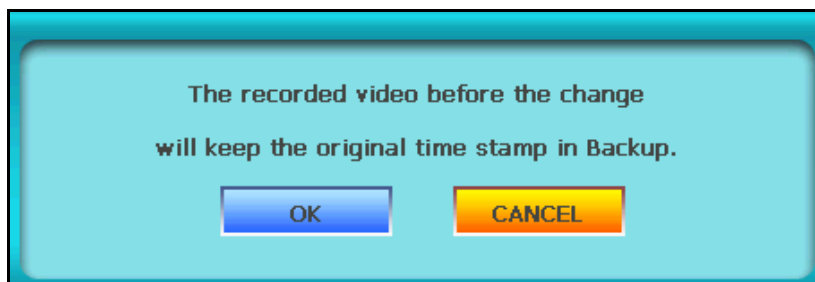 The recorded video before the change
will keep the original time stamp in Backup.
OK
CANCEL